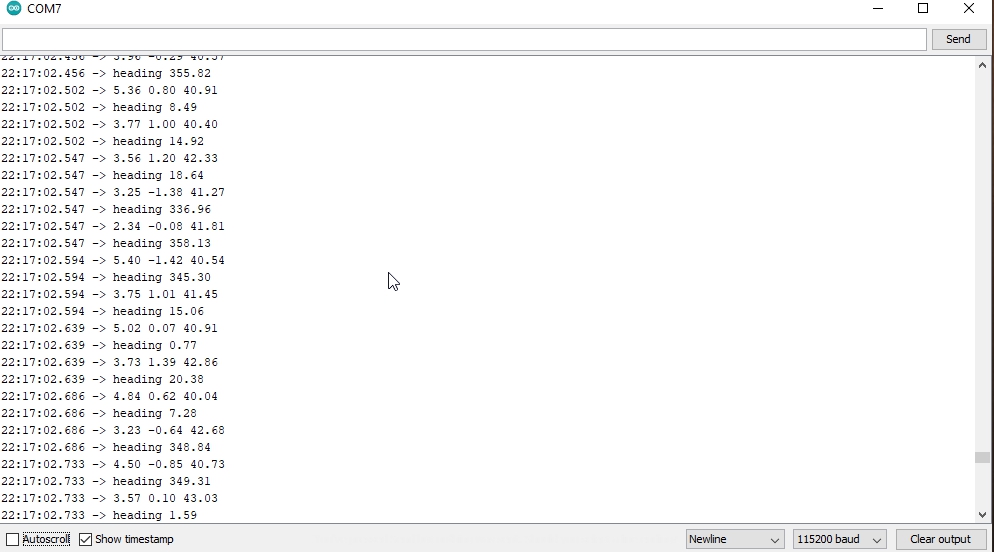 COM7
Send
22:17:02.456 -> 3.96 -0.29 40.57
22:17:02.456 -> heading 355.82
22:17:02.502 -> 5.36 0.80 40.91
22:17:02.502 -> heading 8.49
22:17:02.502 -> 3.77 1.00 40.40
22:17:02.502 -> heading 14.92
22:17:02.547 -> 3.56 1.20 42.33
22:17:02.547 -> heading 18.64
22:17:02.547 -> 3.25 -1.38 41.27
22:17:02.547 -> heading 336.96
22:17:02.547 -> 2.34 -0.08 41.81
22:17:02.547 -> heading 358.13
22:17:02.594 -> 5.40 -1.42 40.54
22:17:02.594 -> heading 345.30
22:17:02.594 -> 3.75 1.01 41.45
22:17:02.594 -> heading 15.06
22:17:02.639 -> 5.02 0.07 40.91
22:17:02.639 -> heading 0.77
22:17:02.639 -> 3.73 1.39 42.86
22:17:02.639 -> heading 20.38
22:17:02.686 -> 4.84 0.62 40.04
22:17:02.686 -> heading 7.28
22:17:02.686 -> 3.23 -0.64 42.68
22:17:02.686 -> heading 348.84
22:17:02.733 -> 4.50 -0.85 40.73
22:17:02.733 -> heading 349.31
22:17:02.733 -> 3.57 0.10 43.03
22:17:02.733 -> heading 1.59
Autoscroll Show timestamp Newline 115200 baud Clear output